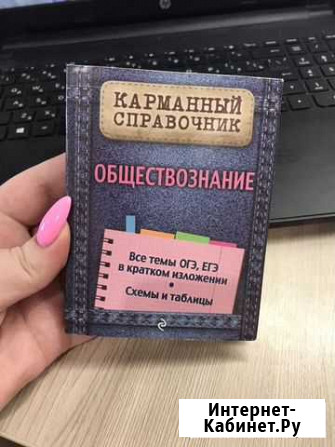 КАРМАННЫЙ
СПРАВОЧНИК
ОБЩЕСТВОЗНАНИЕ
Все темы ОГЭ, ЕГЭ
в кратком изложении
•
Схемы и таблицы
Интернет-
Кабинет.Ру